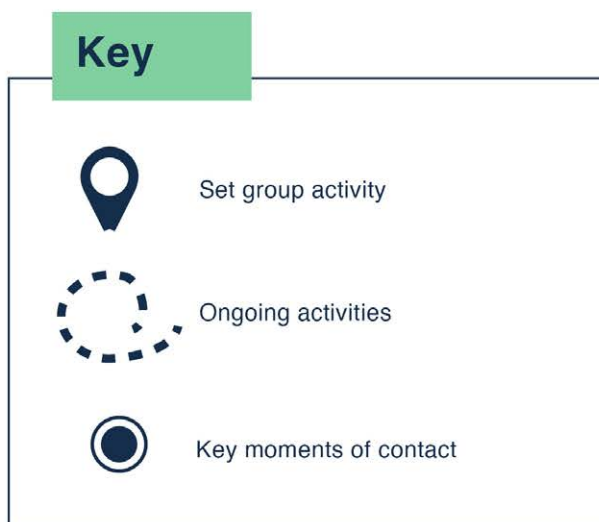 Key
Set group activity
Ongoing activities
Key moments of contact